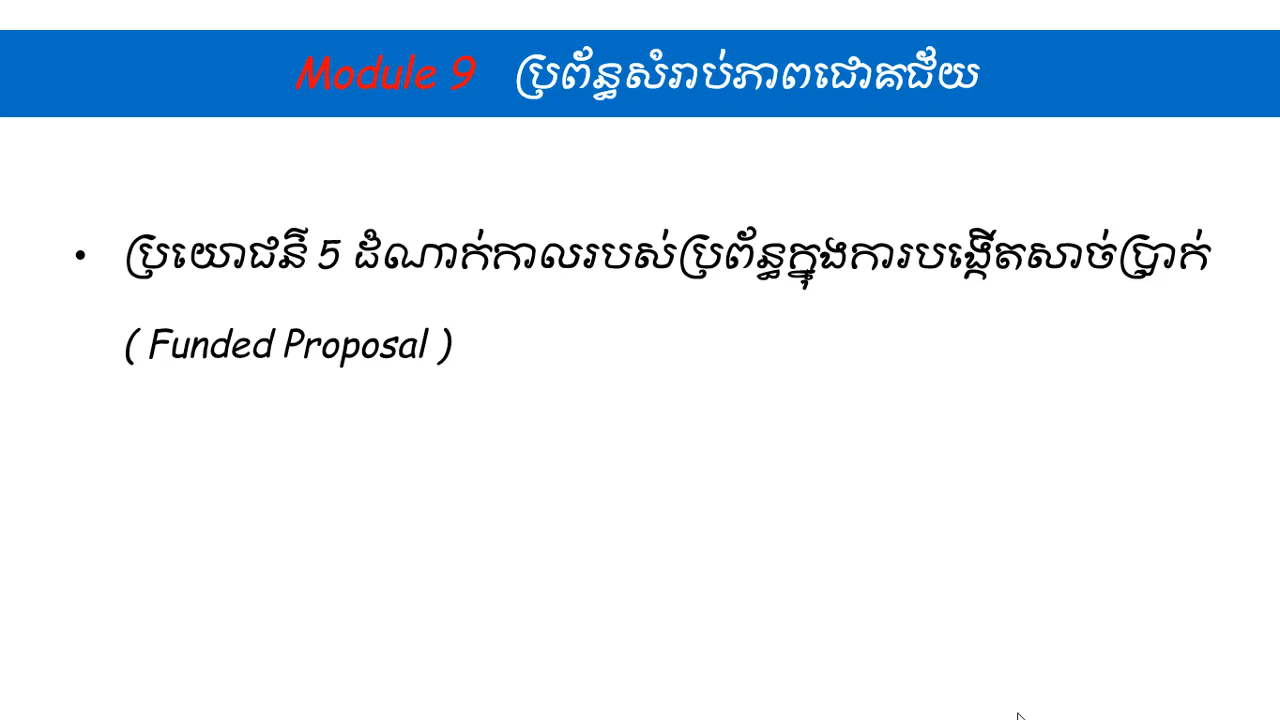 Module 9 ប្រព័ន្ធសំរាប់ភាពជោគជ័យ
• ប្រយោជនី 5 ដំណាក់កាលរបស់ប្រព័ន្ធក្នុងការបង្កើតសាច់ប្រាក់
( Funded Proposal )